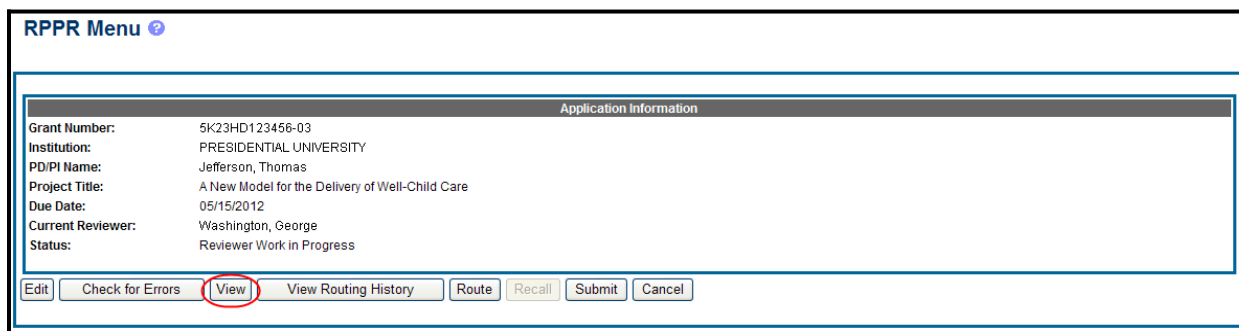 RPPR Menu ?
Application Information
Grant Number: 5K23HD123456-03
Institution: PRESIDENTIAL UNIVERSITY
PD/PI Name: Jefferson, Thomas
Project Title: A New Model for the Delivery of Well-Child Care
Due Date: 05/15/2012
Current Reviewer: Washington, George
Status: Reviewer Work in Progress
Edit Check for Errors View View Routing History Route Recall Submit Cancel